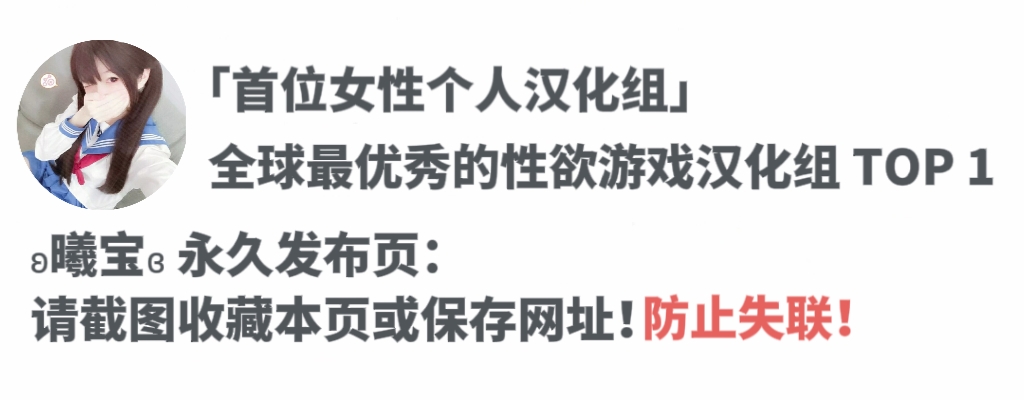 「首位女性个人汉化组」
全球最优秀的性欲游戏汉化组 TOP 1
ʚ曦宝ɞ 永久发布页：
请截图收藏本页或保存网址！防止失联！